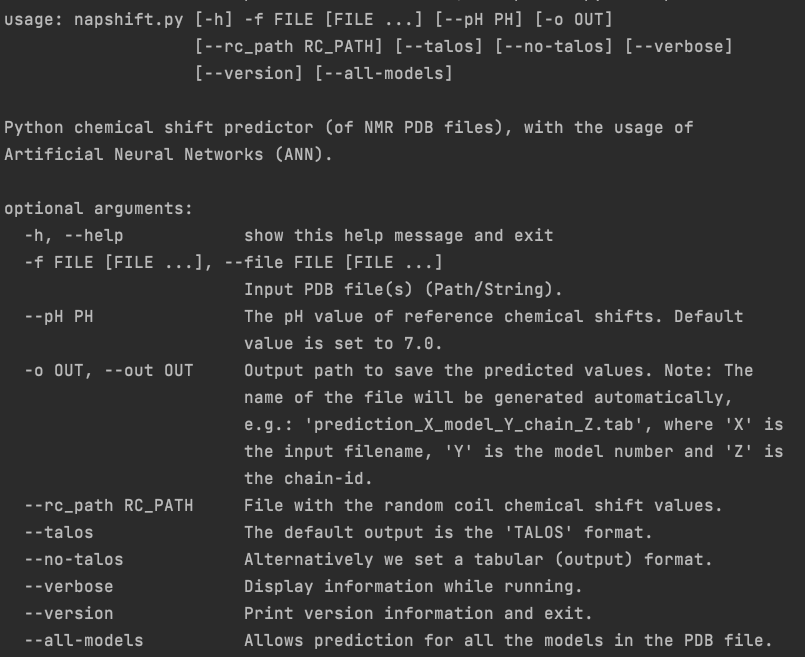 usage: napshift.py [-h] -f FILE [FILE ...] [--pH PH] [-o OUT]
                   [--rc_path RC_PATH] [--talos] [--no-talos] [--verbose]
                   [--version] [--all-models]

Python chemical shift predictor (of NMR PDB files), with the usage of
Artificial Neural Networks (ANN).

optional arguments:
  -h, --help            show this help message and exit
  -f FILE [FILE ...], --file FILE [FILE ...]
                        Input PDB file(s) (Path/String).
  --pH PH               The pH value of reference chemical shifts. Default
                        value is set to 7.0.
  -o OUT, --out OUT     Output path to save the predicted values. Note: The
                        name of the file will be generated automatically,
                        e.g.: 'prediction_X_model_Y_chain_Z.tab', where 'X' is
                        the input filename, 'Y' is the model number and 'Z' is
                        the chain-id.
  --rc_path RC_PATH     File with the random coil chemical shift values.
  --talos               The default output is the 'TALOS' format.
  --no-talos            Alternatively we set a tabular (output) format.
  --verbose             Display information while running.
  --version             Print version information and exit.
  --all-models          Allows prediction for all the models in the PDB file.